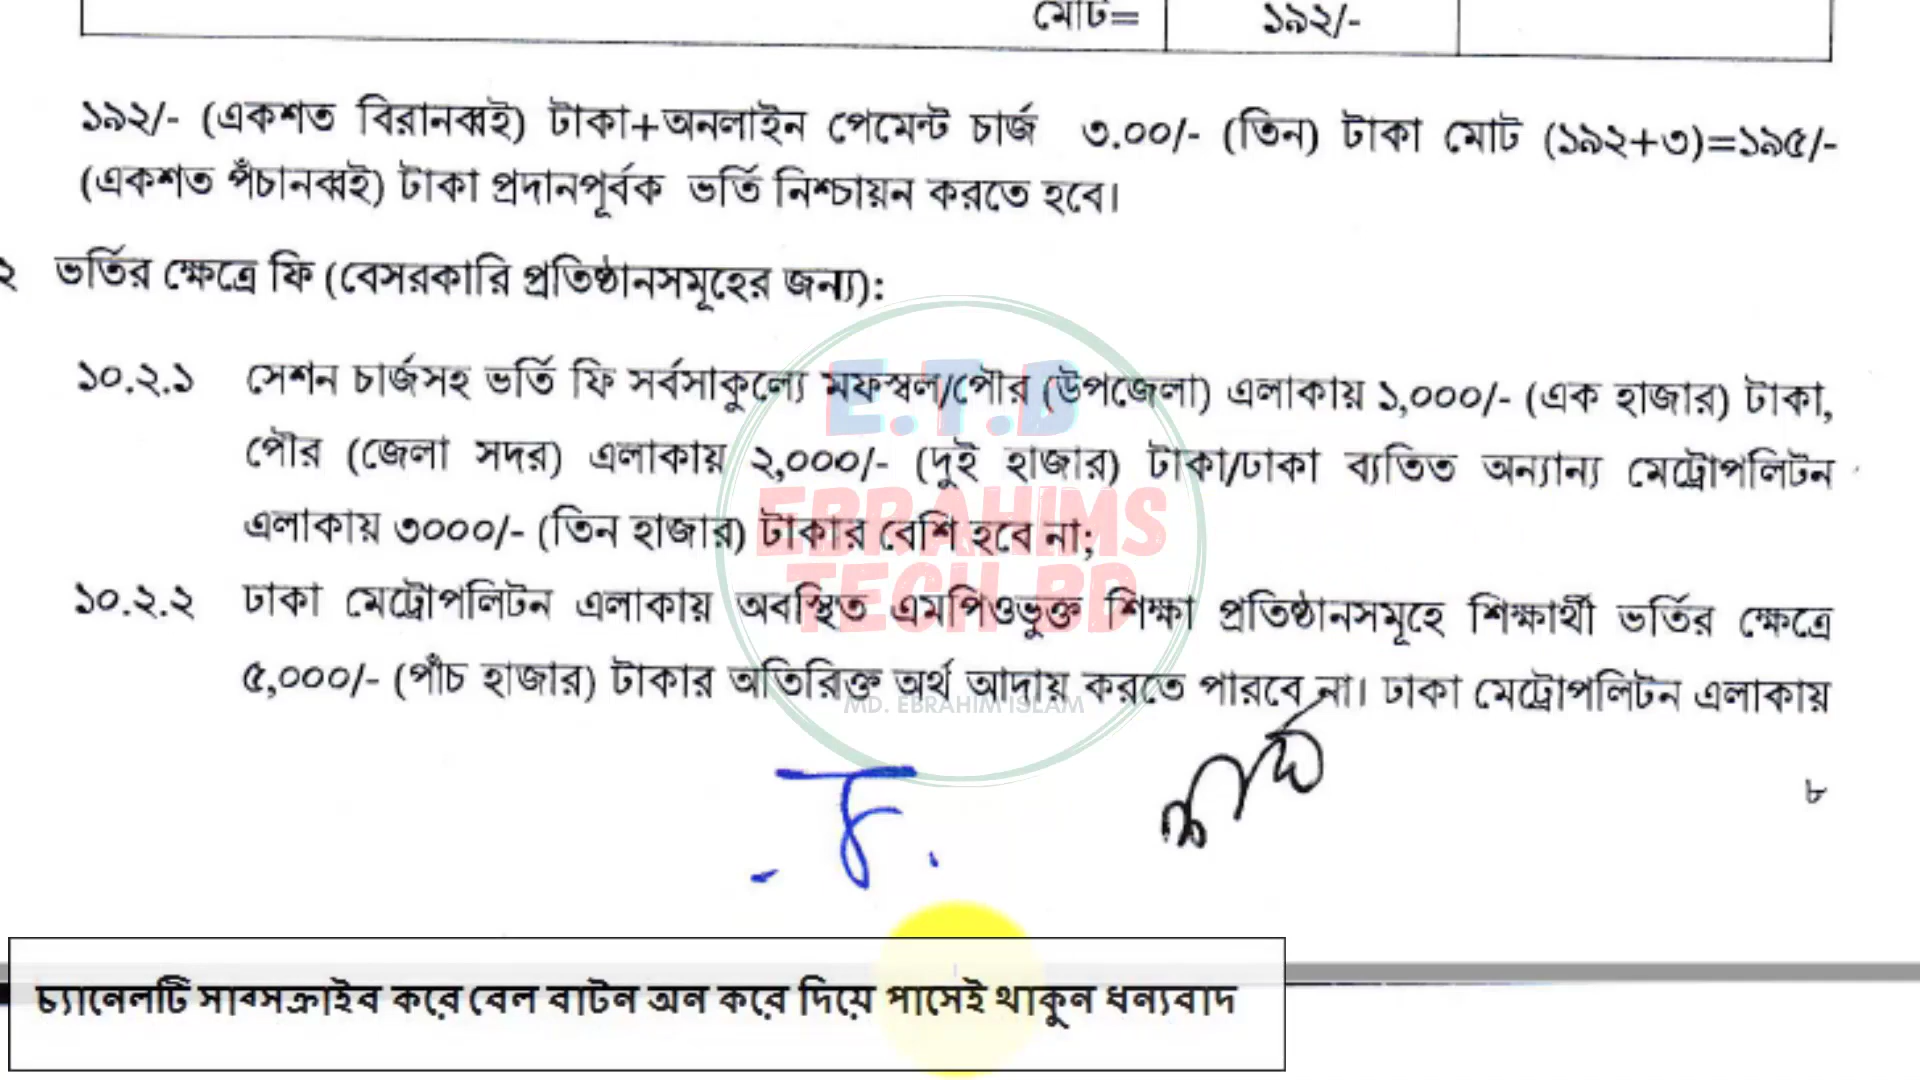 মোট= ১৯২/-
১৯২/- (একশত বিরানব্বই) টাকা+অনলাইন পেমেন্ট চার্জ ৩.০০/- (তিন) টাকা মোট (১৯২+৩)=১৯৫/-
(একশত পঁচানব্বই) টাকা প্রদানপূর্বক ভর্তি নিশ্চায়ন করতে হবে।
২ ভর্তির ক্ষেত্রে ফি (বেসরকারি প্রতিষ্ঠানসমূহের জন্য):
১০.২.১ সেশন চার্জসহ ভর্তি ফি সর্বসাকুল্যে মফস্বল/পৌর (উপজেলা) এলাকায় ১,০০০/- (এক হাজার) টাকা,
পৌর (জেলা সদর) এলাকায় ২,০০০/- (দুই হাজার) টাকা/ঢাকা ব্যতিত অন্যান্য মেট্রোপলিটন
এলাকায় ৩০০০/- (তিন হাজার) টাকার বেশি হবে না;
১০.২.২ ঢাকা মেট্রোপলিটন এলাকায় অবস্থিত এমপিওভুক্ত শিক্ষা প্রতিষ্ঠানসমূহে শিক্ষার্থী ভর্তির ক্ষেত্রে
৫,০০০/- (পাঁচ হাজার) টাকার অতিরিক্ত অর্থ আদায় করতে পারবে না। ঢাকা মেট্রোপলিটন এলাকায়
E.T.B
EBRAHIMS
TECH BD
MD. EBRAHIM ISLAM
৮
চ্যানেলটি সাবসক্রাইব করে বেল বাটন অন করে দিয়ে পাসেই থাকুন ধন্যবাদ